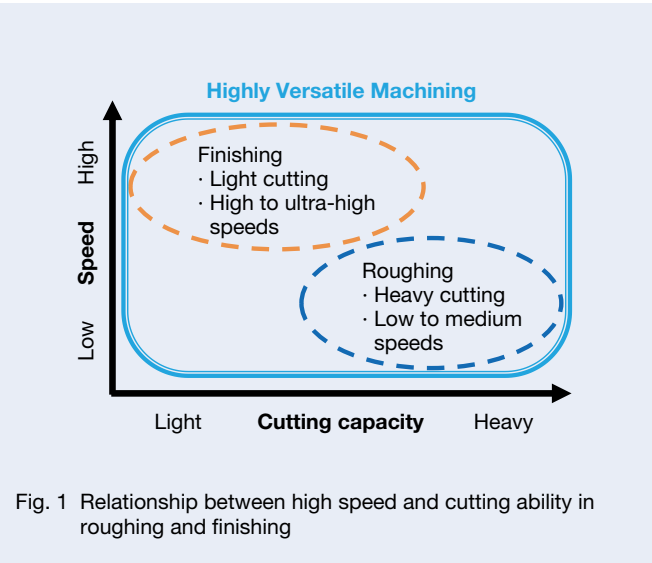 Highly Versatile Machining
High
Speed
Low
Finishing
· Light cutting
· High to ultra-high
speeds
Roughing
· Heavy cutting
· Low to medium
speeds
Light Cutting capacity Heavy
Fig. 1 Relationship between high speed and cutting ability in
roughing and finishing